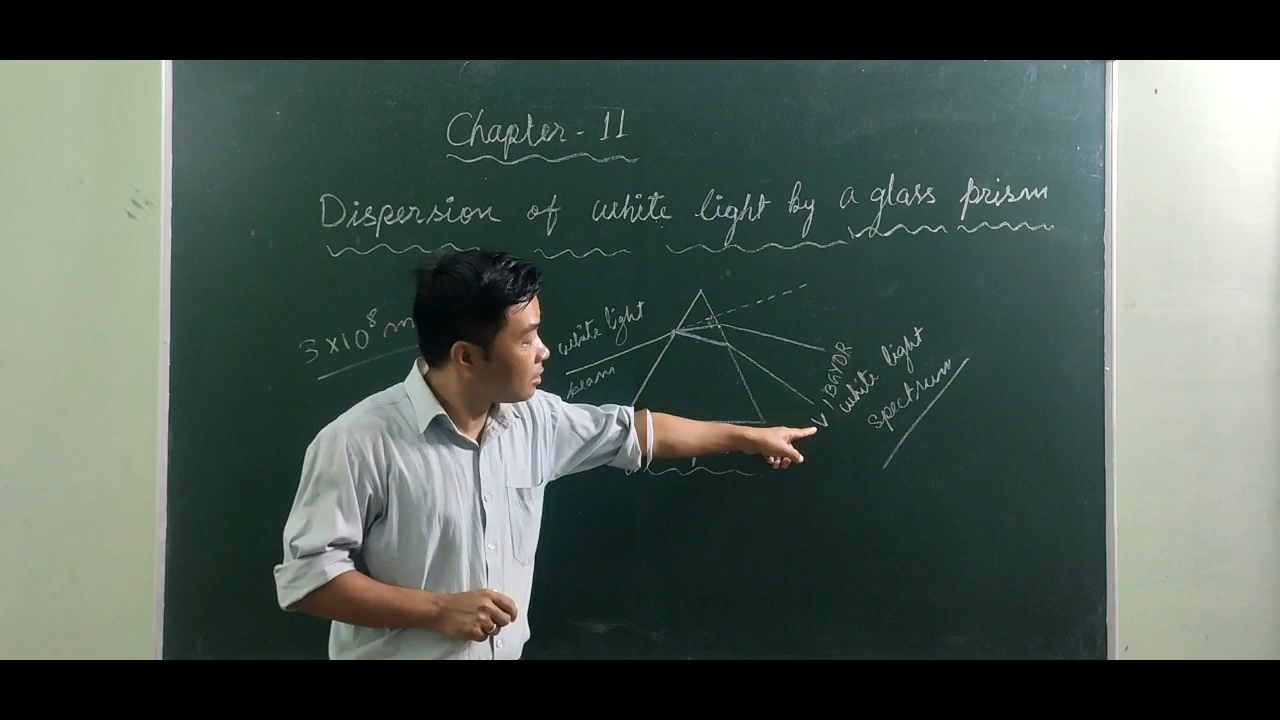 Chapter - 11
Dispersion of white light by a glass prism
3 x 10⁸ m
white light
beam
VIBGYOR
white light
spectrum